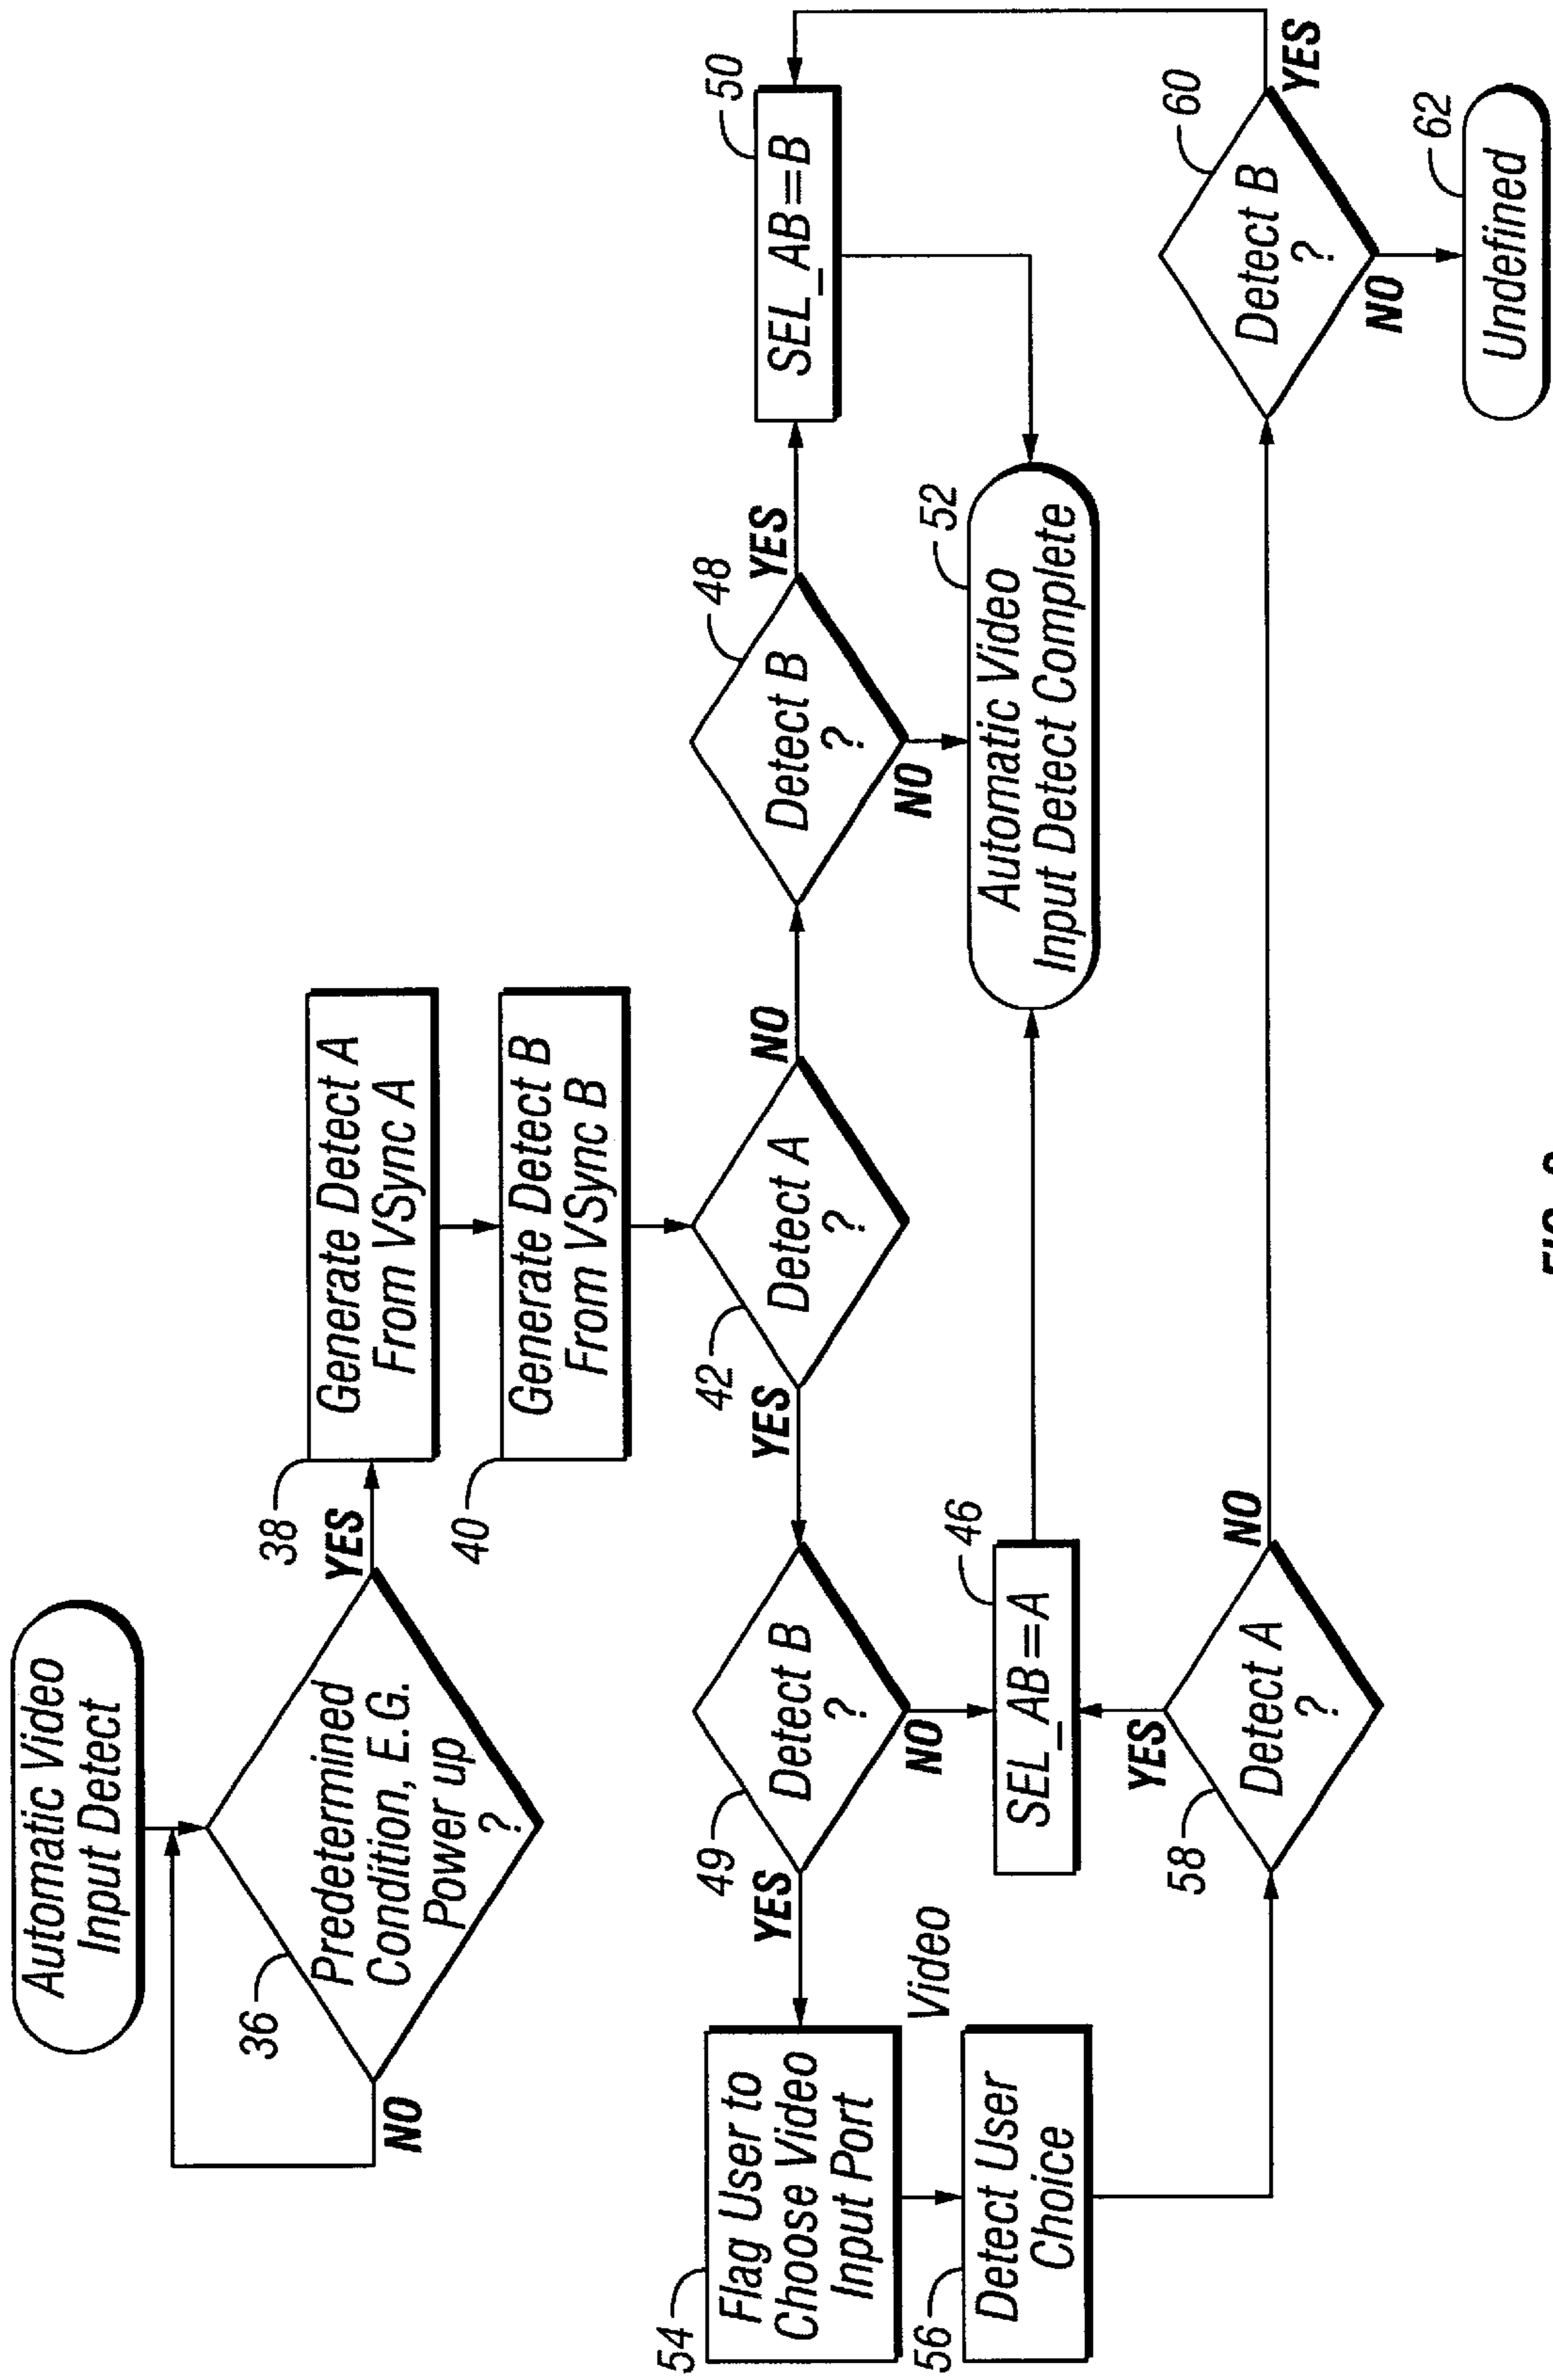 Automatic Video
Input Detect
36
Predetermined
Condition, E.G.
Power up
?
NO
YES
38
Generate Detect A
From VSync A
40
Generate Detect B
From VSync B
42
Detect A
?
YES
NO
49
Detect B
?
YES
NO
48
Detect B
?
YES
NO
50
SEL_AB=B
54
Flag User to
Choose Video
Input Port
Video
56
Detect User
Choice
46
SEL_AB=A
52
Automatic Video
Input Detect Complete
58
Detect A
?
YES
NO
60
Detect B
?
YES
NO
62
Undefined